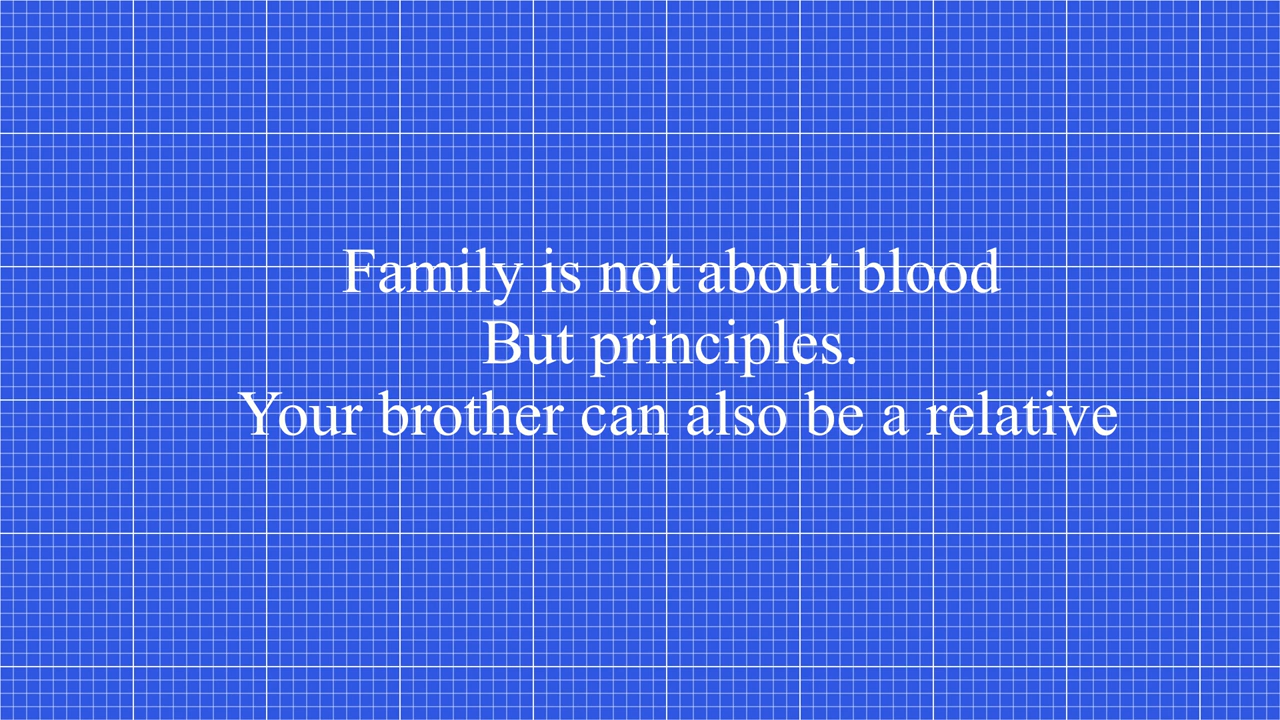 Family is not about blood
But principles.
Your brother can also be a relative